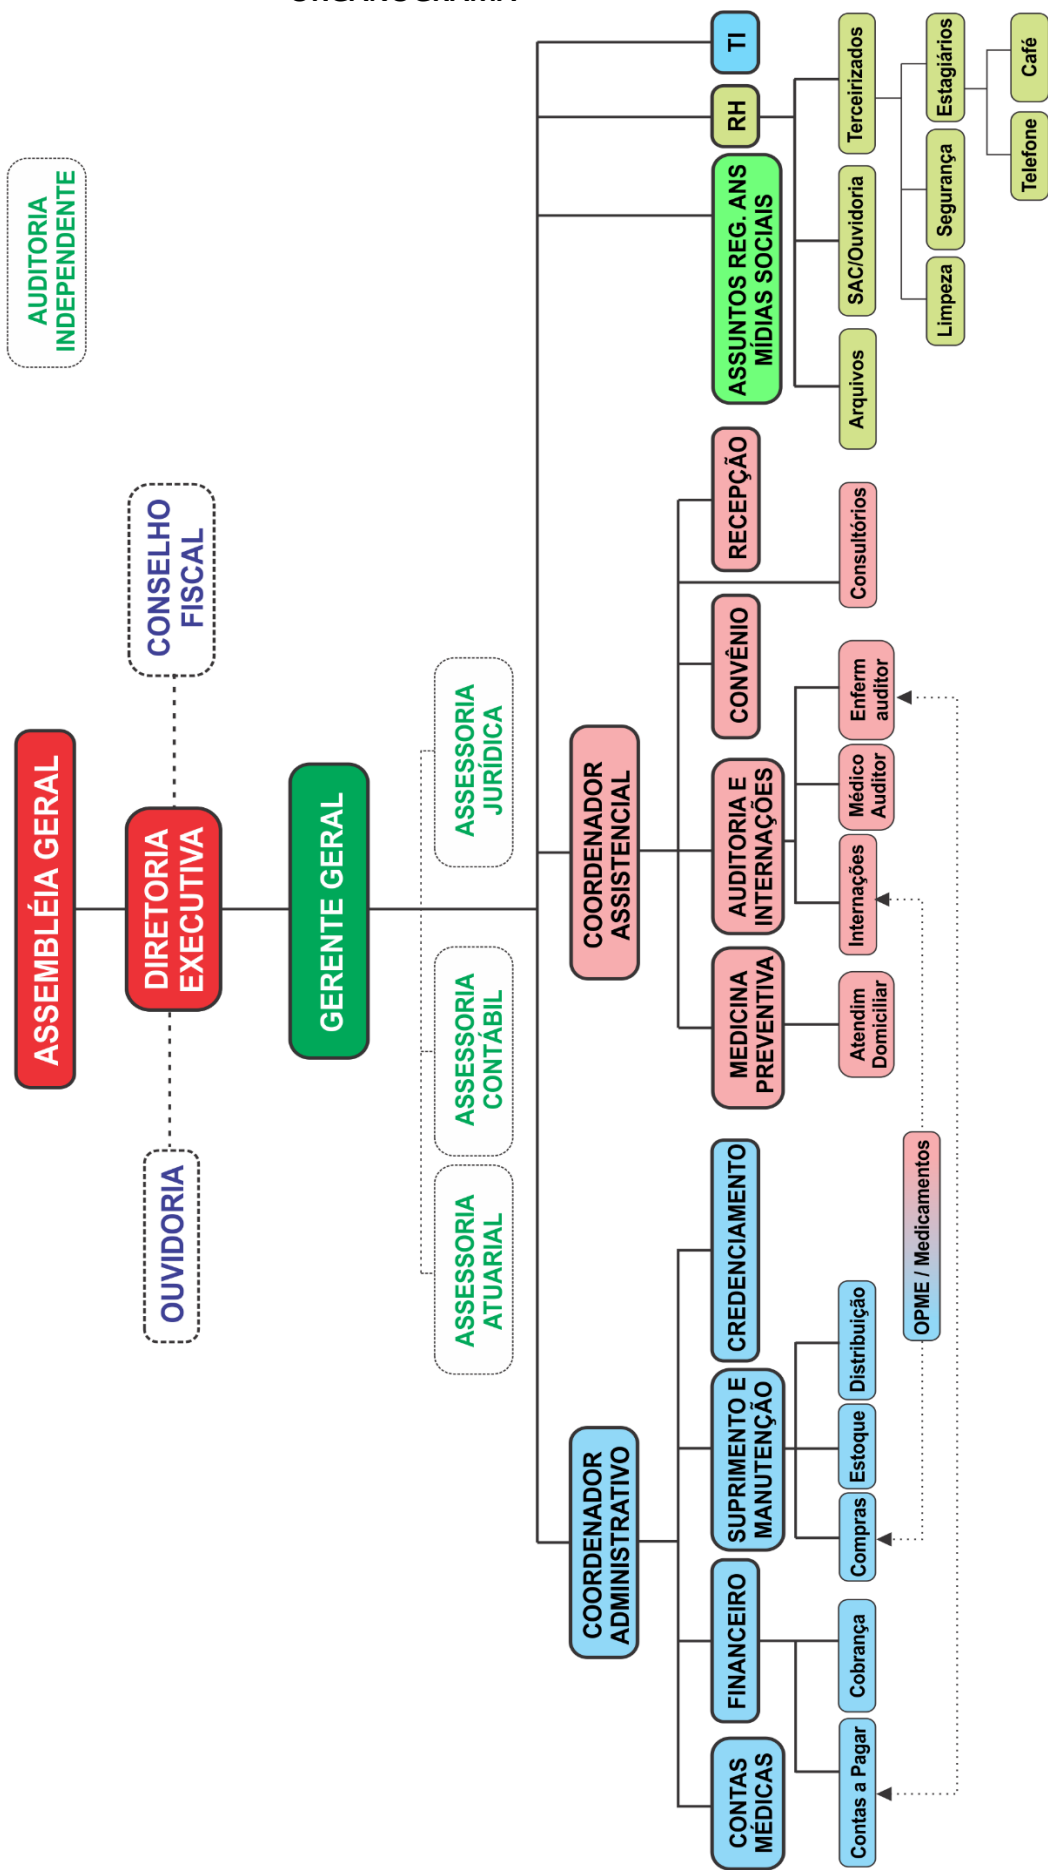 ORGANOGRAMA
ASSEMBLÉIA GERAL
AUDITORIA
INDEPENDENTE
OUVIDORIA
DIRETORIA
EXECUTIVA
CONSELHO
FISCAL
GERENTE GERAL
ASSESSORIA
ATUARIAL
ASSESSORIA
CONTÁBIL
ASSESSORIA
JURÍDICA
COORDENADOR
ADMINISTRATIVO
COORDENADOR
ASSISTENCIAL
CONTAS
MÉDICAS
FINANCEIRO
SUPRIMENTO E
MANUTENÇÃO
CREDENCIAMENTO
MEDICINA
PREVENTIVA
AUDITORIA E
INTERNAÇÕES
CONVÊNIO
RECEPÇÃO
ASSUNTOS REG. ANS
MÍDIAS SOCIAIS
RH
TI
Contas a Pagar
Cobrança
Compras
Estoque
Distribuição
Atendim
Domiciliar
Internações
Médico
Auditor
Enferm
auditor
Consultórios
Arquivos
SAC/Ouvidoria
Terceirizados
OPME / Medicamentos
Limpeza
Segurança
Estagiários
Telefone
Café